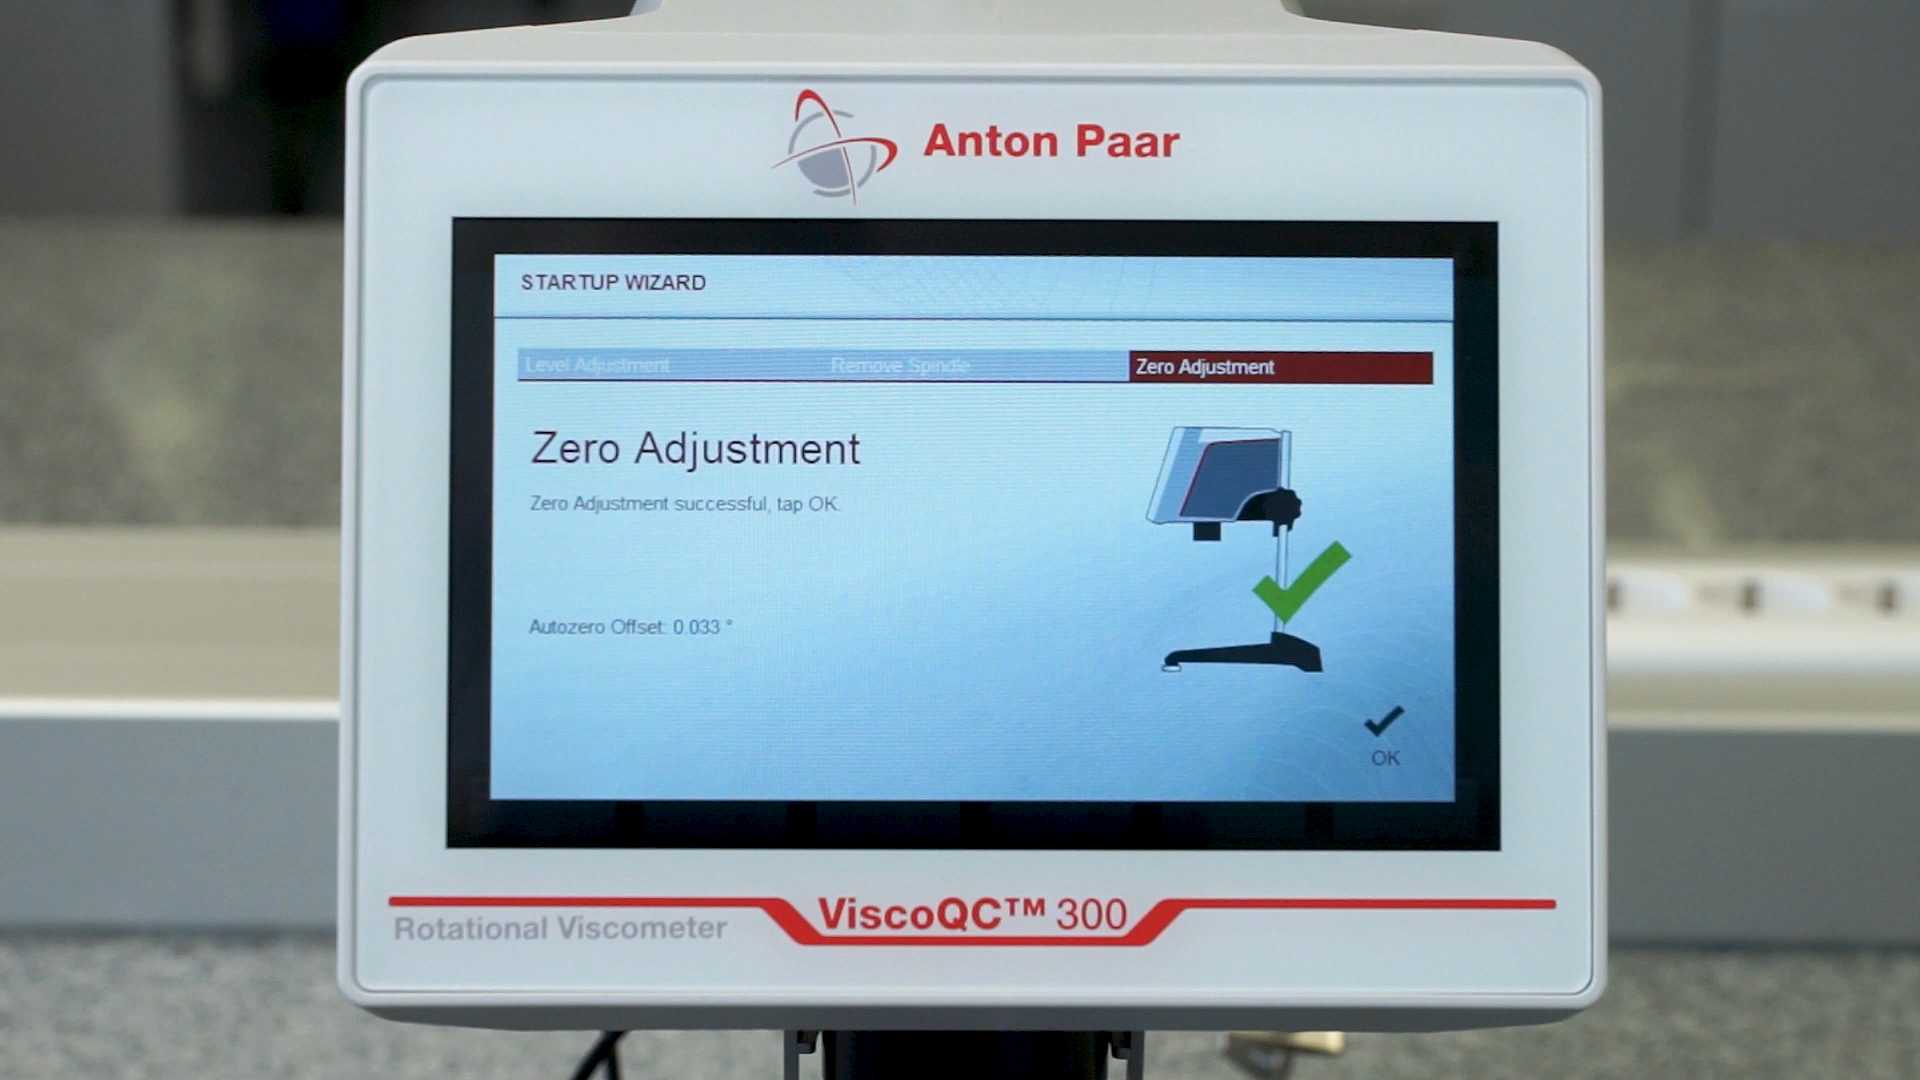 Anton Paar
STARTUP WIZARD
Level Adjustment
Remove Spindle
Zero Adjustment
Zero Adjustment
Zero Adjustment successful, tap OK.
Autozero Offset: 0.033 °
OK
ViscoQC™ 300
Rotational Viscometer